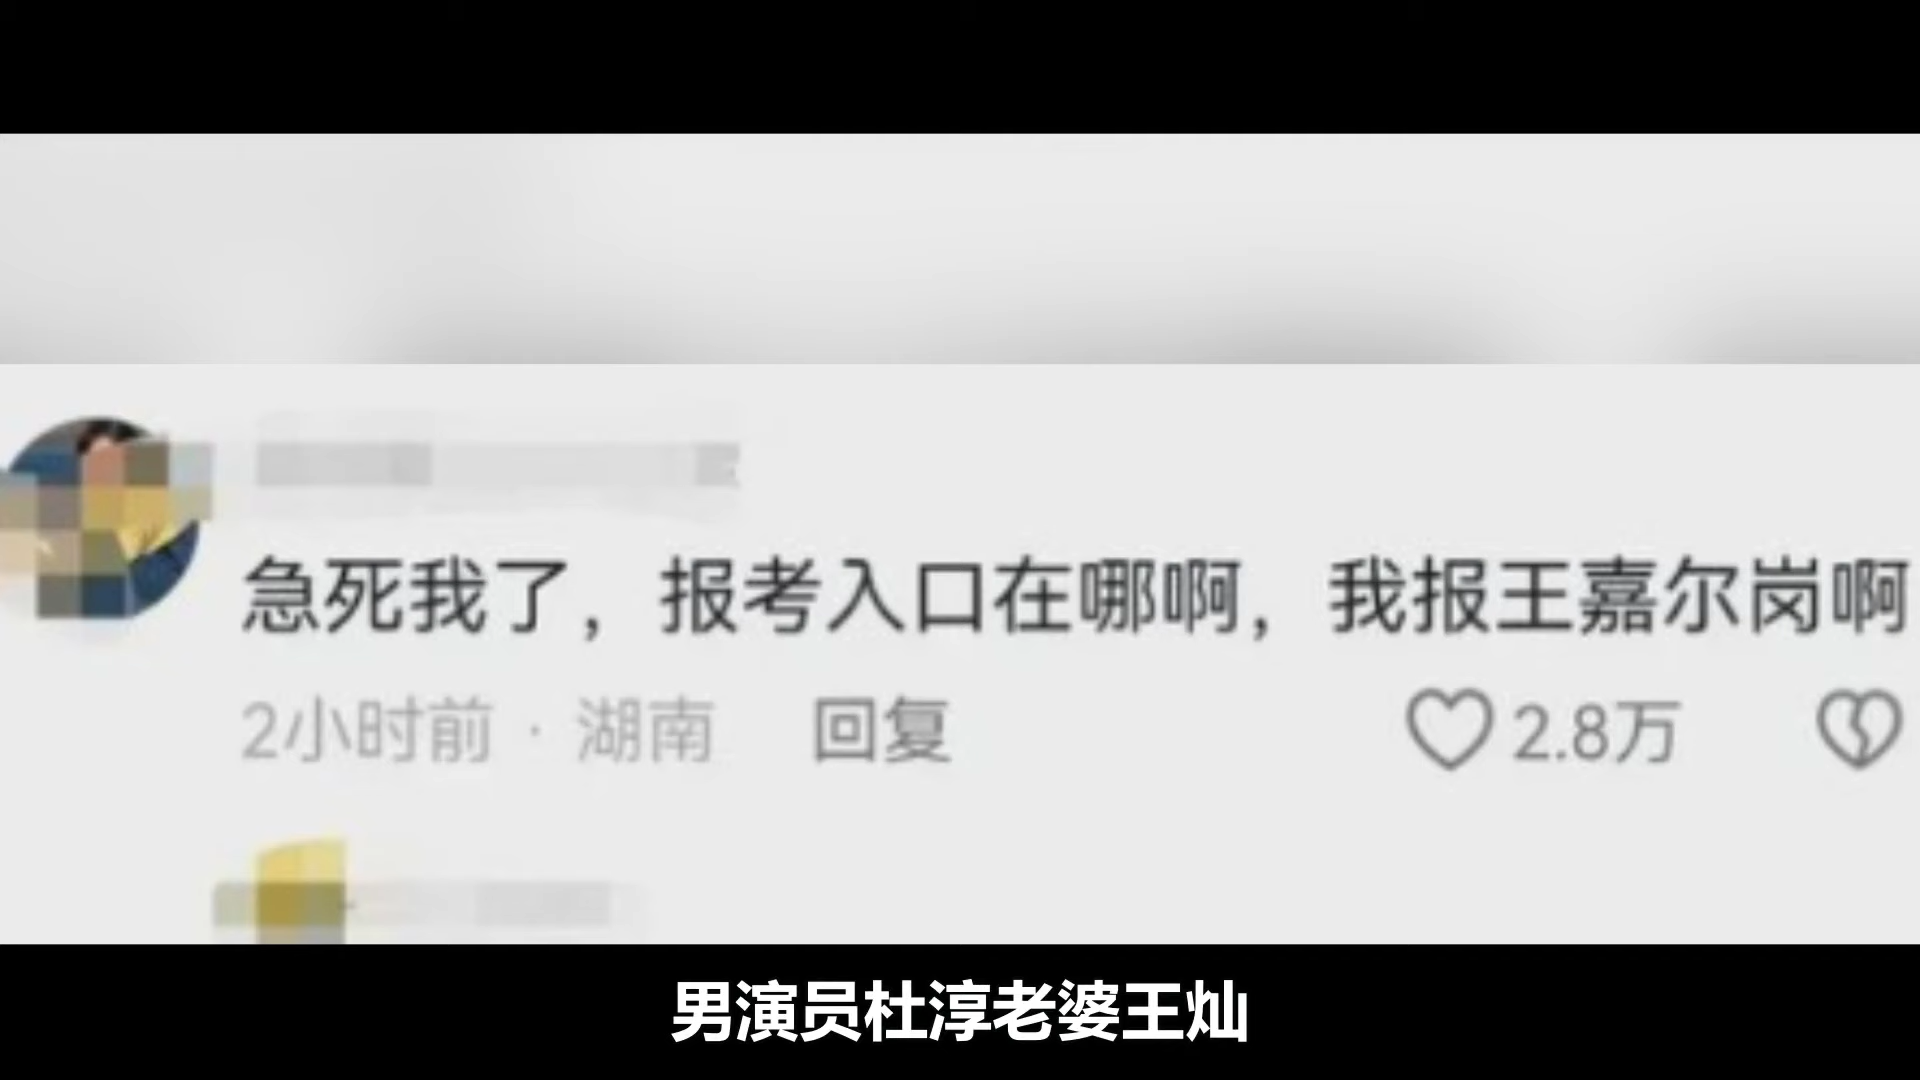 急死我了，报考入口在哪啊，我报王嘉尔岗啊
2小时前 · 湖南 回复 2.8万
男演员杜淳老婆王灿